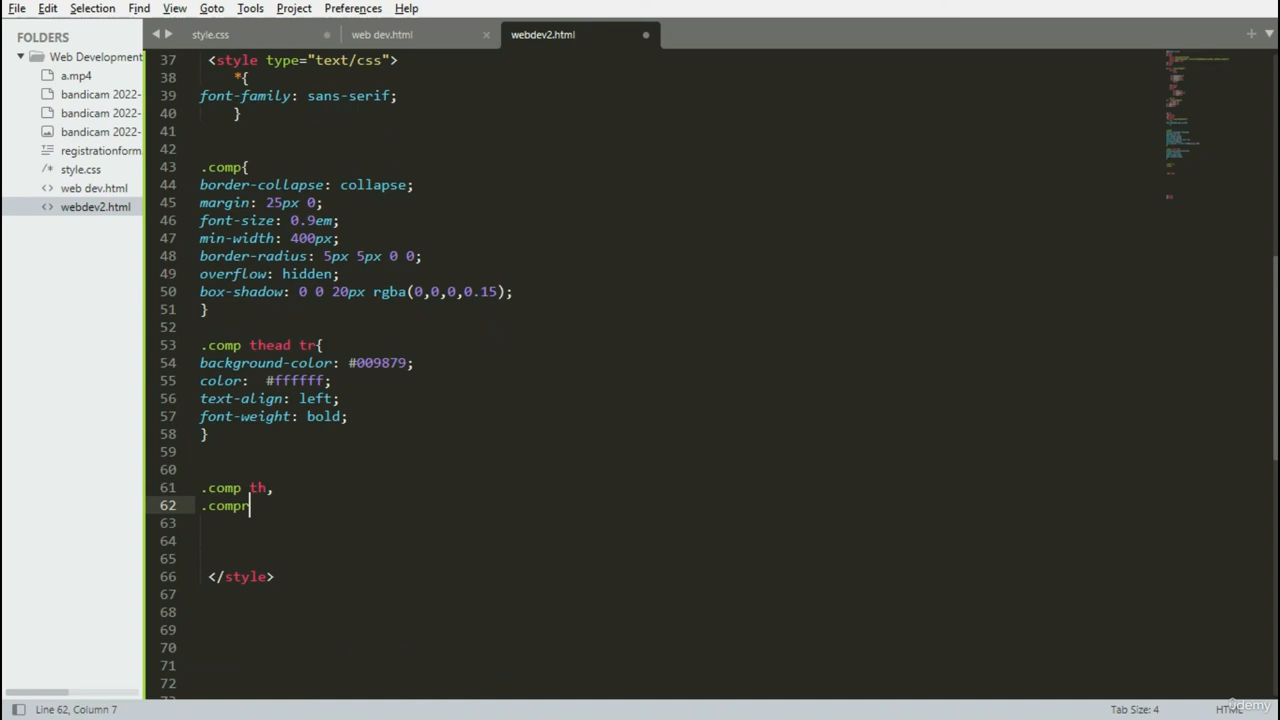 File Edit Selection Find View Goto Tools Project Preferences Help
FOLDERS
Web Development
a.mp4
bandicam 2022-
bandicam 2022-
bandicam 2022-
registrationform
style.css
web dev.html
webdev2.html
style.css
web dev.html
webdev2.html
37 <style type="text/css">
38 *{
39 font-family: sans-serif;
40 }
41
42
43 .comp{
44 border-collapse: collapse;
45 margin: 25px 0;
46 font-size: 0.9em;
47 min-width: 400px;
48 border-radius: 5px 5px 0 0;
49 overflow: hidden;
50 box-shadow: 0 0 20px rgba(0,0,0,0.15);
51 }
52
53 .comp thead tr{
54 background-color: #009879;
55 color:  #ffffff;
56 text-align: left;
57 font-weight: bold;
58 }
59
60
61 .comp th,
62 .compr
63
64
65
66 </style>
67
68
69
70
71
72
73
Line 62, Column 7
Tab Size: 4
HTML
Udemy